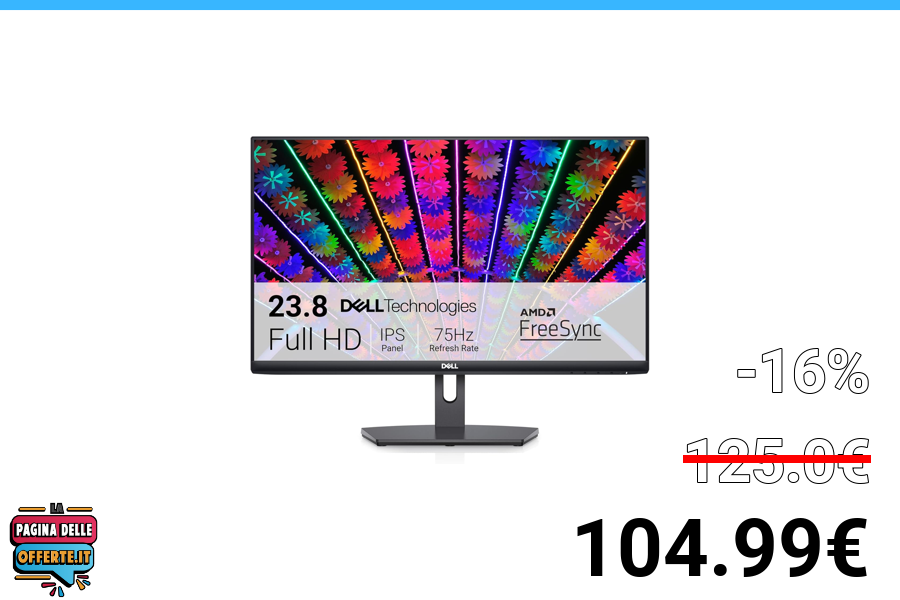 23.8 DELL Technologies
Full HD
IPS
Panel
75Hz
Refresh Rate
AMD
FreeSync
DELL
-16%
125.0€
104.99€
LA
PAGINA DELLE
OFFERTE.IT